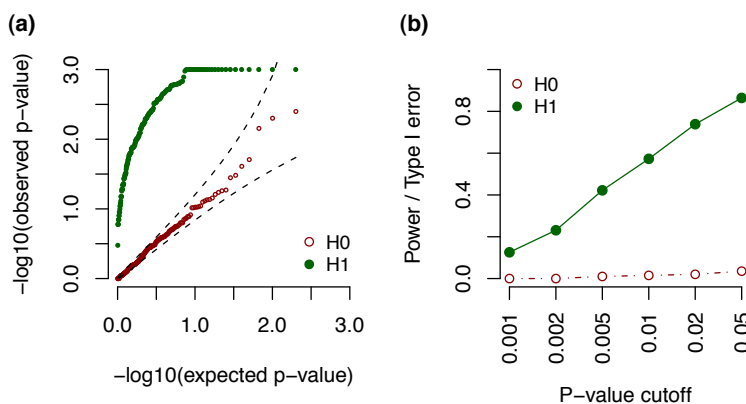 (a)
−log10(observed p−value)
3.0
2.0
1.0
0.0
H0
H1
0.0 1.0 2.0 3.0
−log10(expected p−value)
(b)
Power / Type I error
0.8
0.4
0.0
H0
H1
0.001 0.002 0.005 0.01 0.02 0.05
P−value cutoff